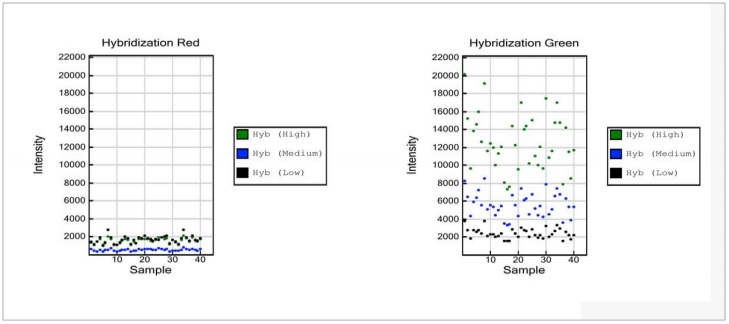 Hybridization Red
22000
20000
18000
16000
14000
12000
10000
8000
6000
4000
2000
Intensity
10 20 30 40
Sample
Hyb (High)
Hyb (Medium)
Hyb (Low)
Hybridization Green
22000
20000
18000
16000
14000
12000
10000
8000
6000
4000
2000
Intensity
10 20 30 40
Sample
Hyb (High)
Hyb (Medium)
Hyb (Low)